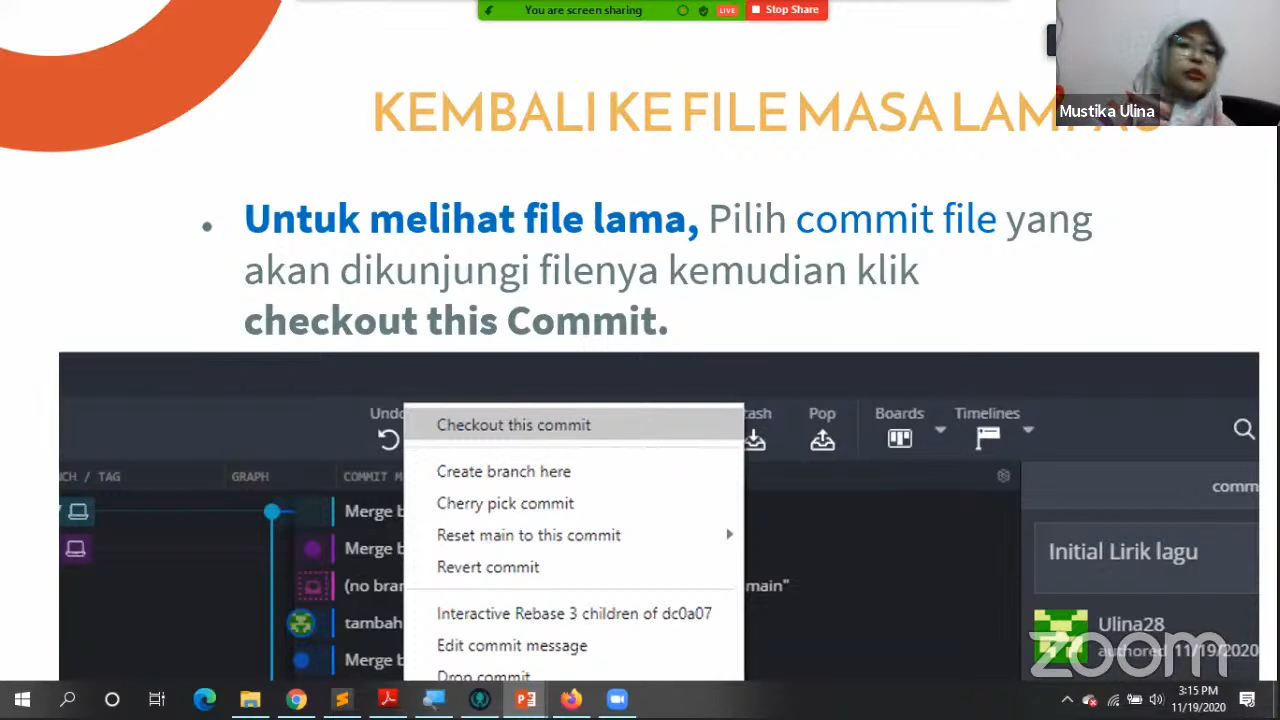 You are screen sharing
LIVE
Stop Share
KEMBALI KE FILE MASA
Mustika Ulina
Untuk melihat file lama, Pilih commit file yang
akan dikunjungi filenya kemudian klik
checkout this Commit.
Undo
Pop
Boards
Timelines
/ TAG
GRAPH
COMMIT
Checkout this commit
Create branch here
Cherry pick commit
Reset main to this commit
Revert commit
Interactive Rebase 3 children of dc0a07
Edit commit message
Drop commit
Merge b
Merge b
(no bran
main"
tambah
Merge b
comm
Initial Lirik lagu
Ulina28
authored 11/19/2020
zoom
3:15 PM
11/19/2020